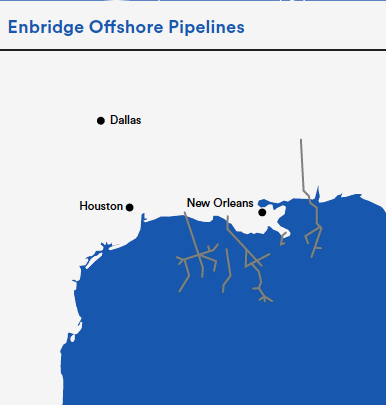 Enbridge Offshore Pipelines
Dallas
New Orleans
Houston